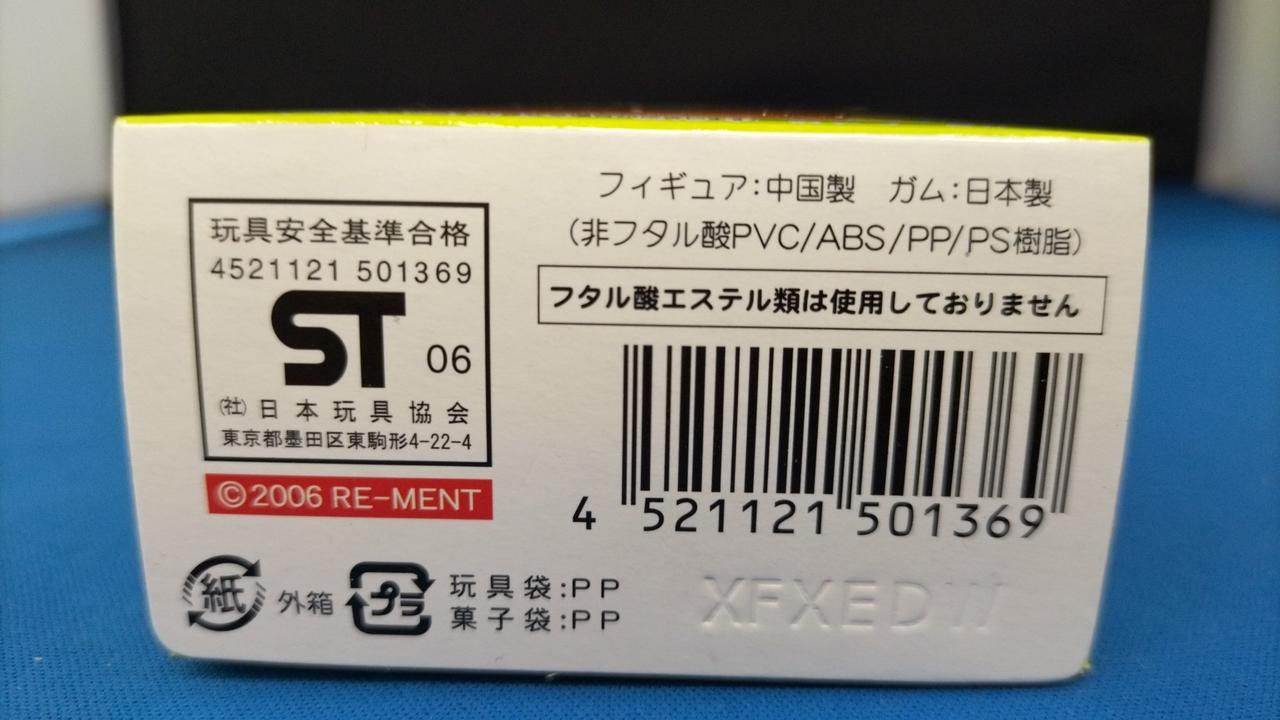 玩具安全基準合格
4521121 501369
ST 06
(社)日本玩具協会
東京都墨田区東駒形4-22-4
©2006 RE-MENT
フィギュア:中国製 ガム:日本製
(非フタル酸PVC/ABS/PP/PS樹脂)
フタル酸エステル類は使用しておりません
4 521121 501369
紙 外箱 プラ 玩具袋:PP
菓子袋:PP
XFXEDW